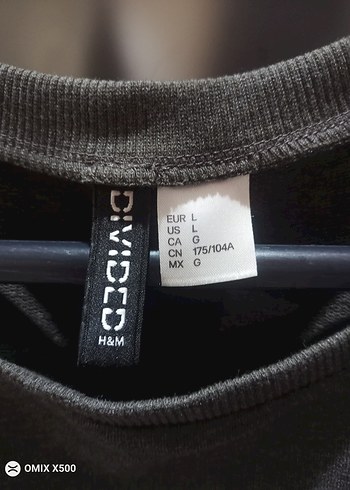 DIVIDED
H&M
EUR L
US L
CA G
CN 175/104A
MX G
OMIX X500